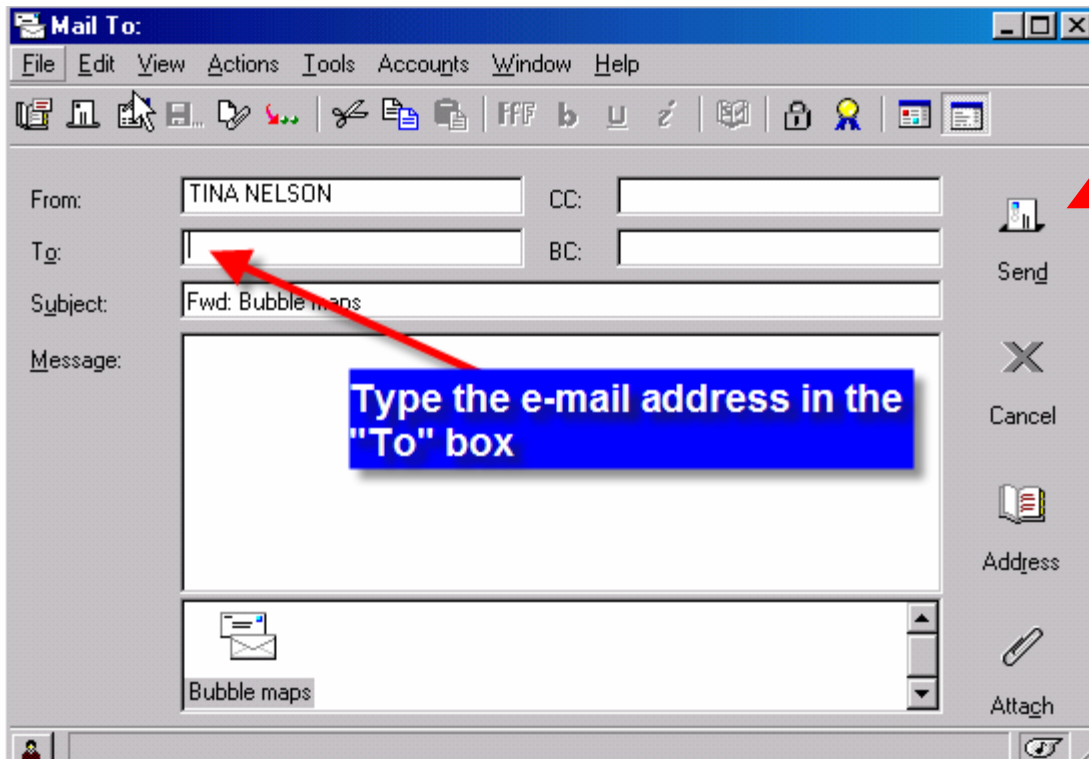 Mail To:
File Edit View Actions Tools Accounts Window Help
From: TINA NELSON CC:
To: BC:
Subject: Fwd: Bubble maps
Message:
Type the e-mail address in the
"To" box
Send
Cancel
Address
Attach
Bubble maps